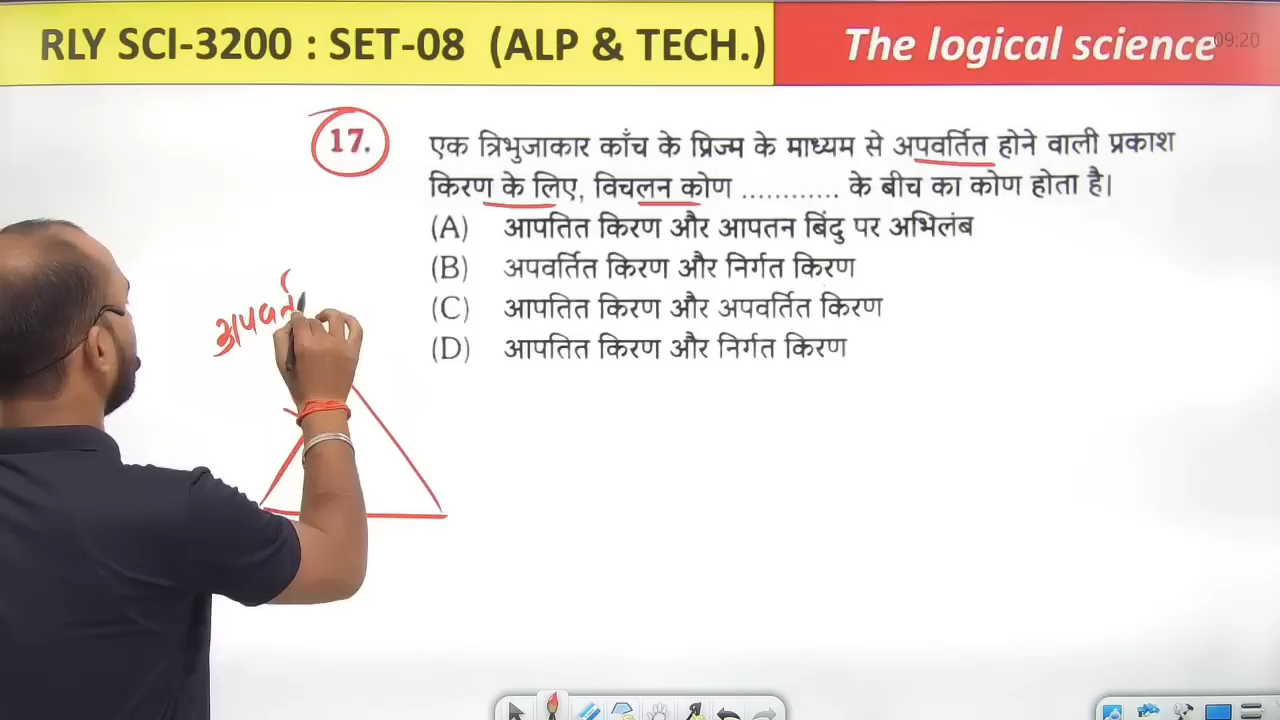 RLY SCI-3200 : SET-08 (ALP & TECH.)
The logical science
09:20
17. एक त्रिभुजाकार काँच के प्रिज्म के माध्यम से अपवर्तित होने वाली प्रकाश
किरण के लिए, विचलन कोण ............ के बीच का कोण होता है।
(A) आपतित किरण और आपतन बिंदु पर अभिलंब
(B) अपवर्तित किरण और निर्गत किरण
(C) आपतित किरण और अपवर्तित किरण
(D) आपतित किरण और निर्गत किरण
अपवर्त